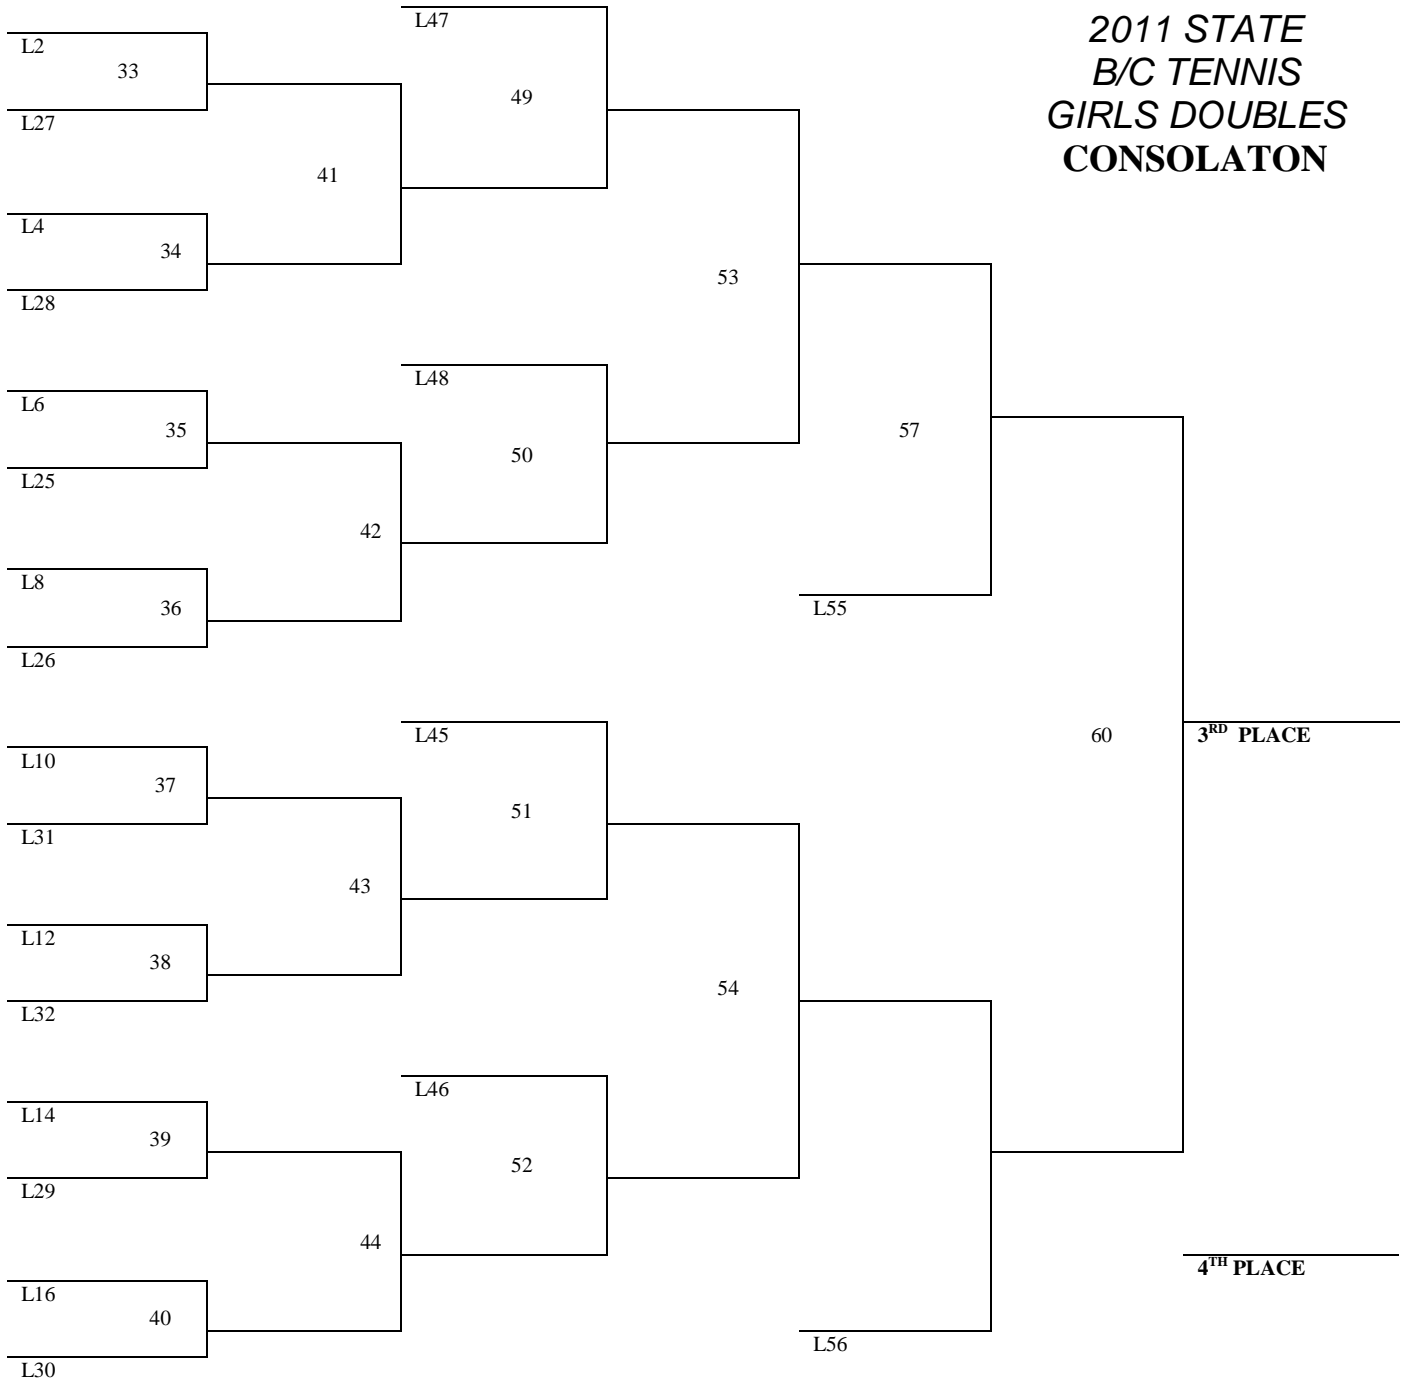 2011 STATE
B/C TENNIS
GIRLS DOUBLES
CONSOLATON
L47
L2
33
49
L27
41
L4
34
53
L28
L48
L6
35
57
50
L25
42
L8
36
L55
L26
L45
60
3RD PLACE
L10
37
51
L31
43
L12
38
54
L32
L46
L14
39
52
L29
44
4TH PLACE
L16
40
L56
L30